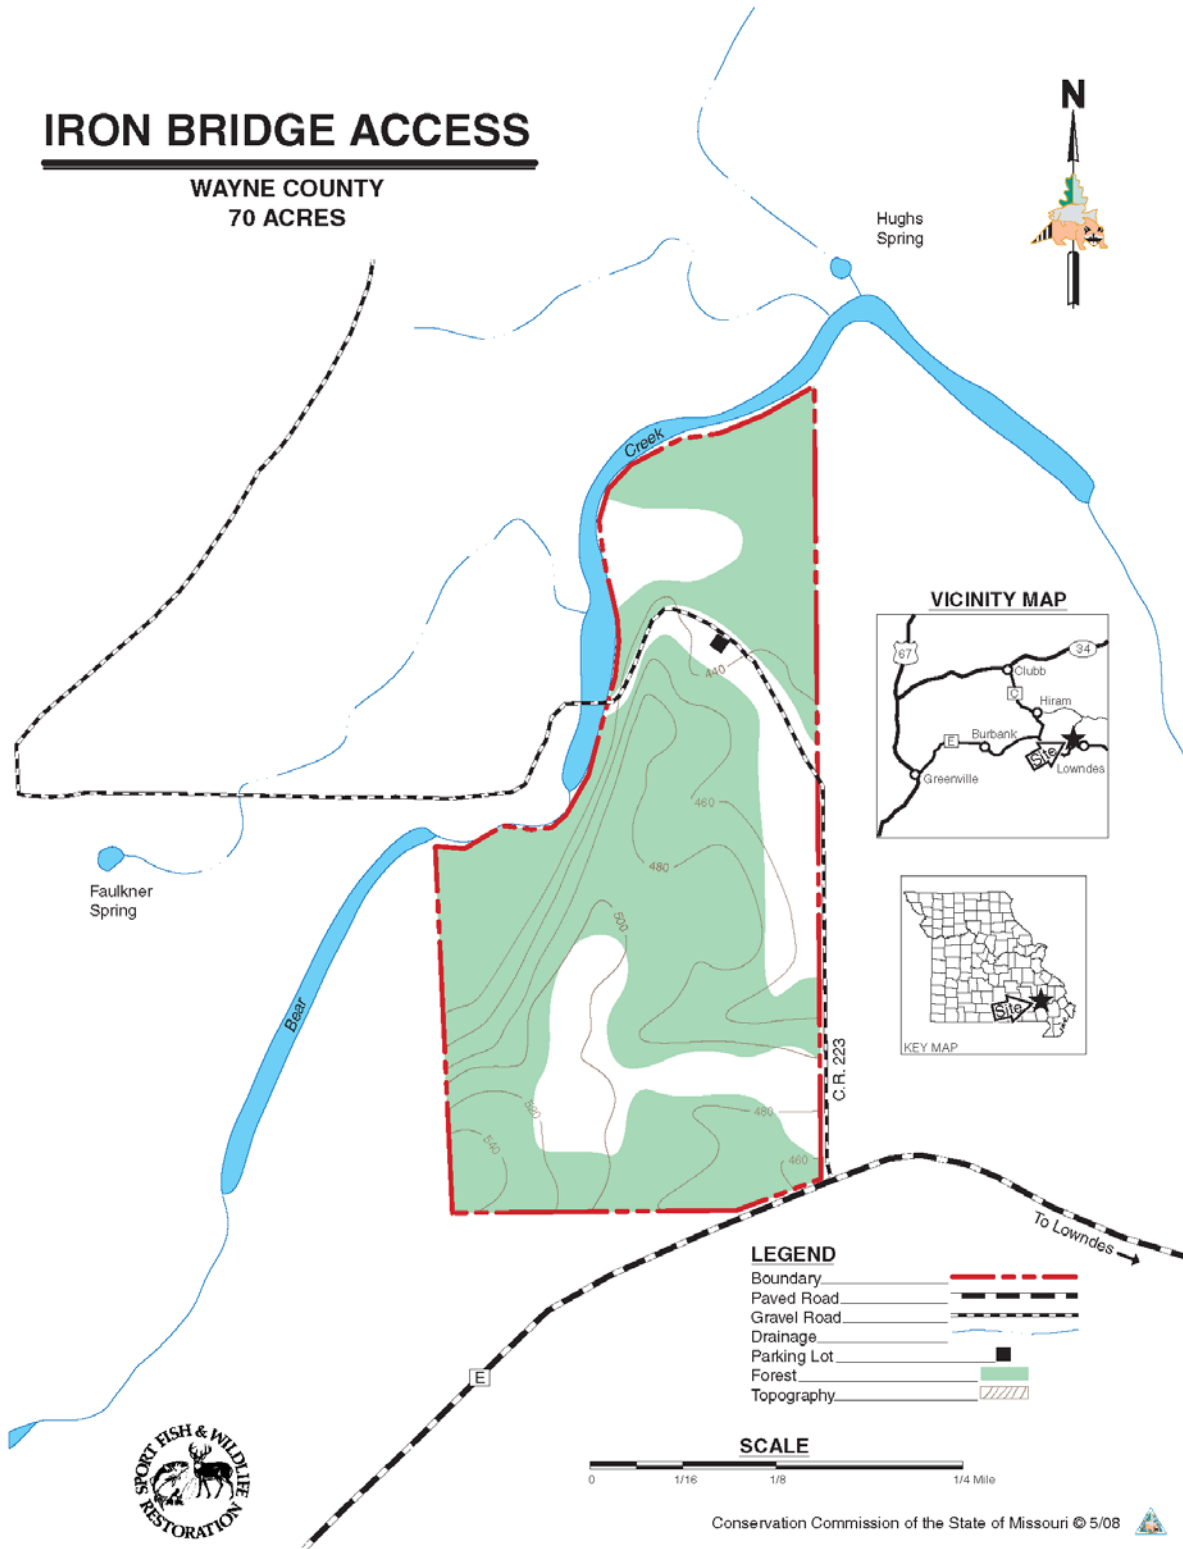 IRON BRIDGE ACCESS
WAYNE COUNTY
70 ACRES
N
Hughs
Spring
Creek
440
460
480
500
520
540
480
460
Faulkner
Spring
Bear
C.R. 223
E
To Lowndes
VICINITY MAP
67
34
Clubb
C
Hiram
E
Burbank
Site
Lowndes
Greenville
Site
KEY MAP
LEGEND
Boundary
Paved Road
Gravel Road
Drainage
Parking Lot
Forest
Topography
SCALE
0 1/16 1/8 1/4 Mile
SPORT FISH & WILDLIFE
RESTORATION
Conservation Commission of the State of Missouri © 5/08